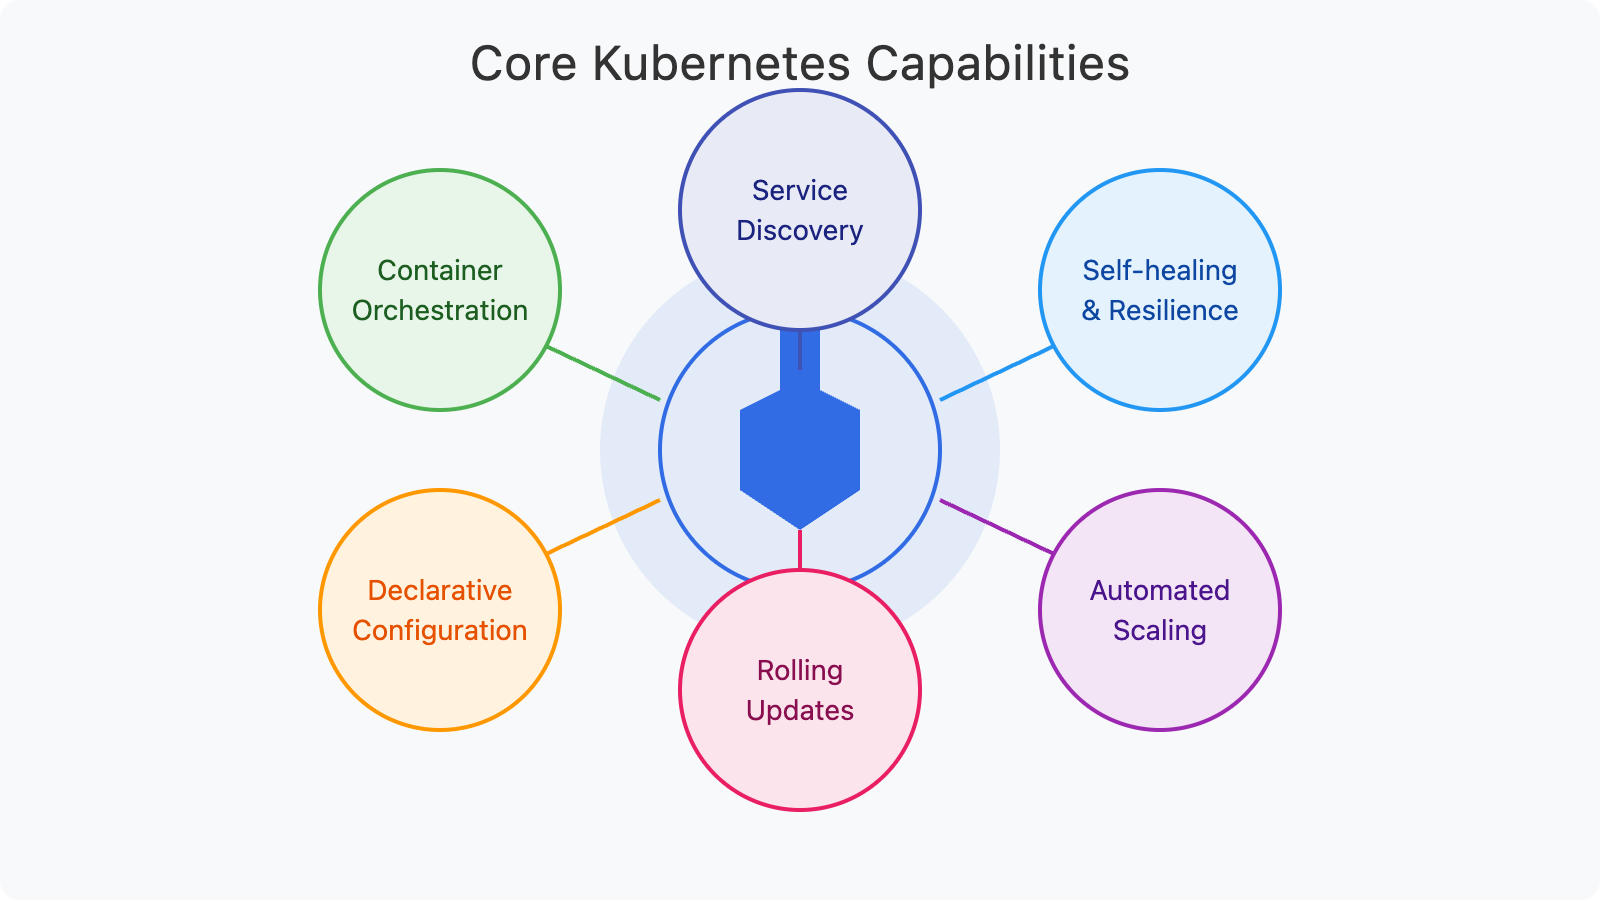 Core Kubernetes Capabilities
Service
Discovery
Container
Orchestration
Self-healing
& Resilience
Declarative
Configuration
Automated
Scaling
Rolling
Updates